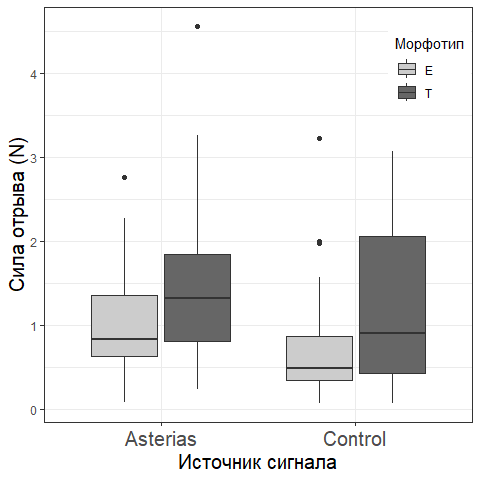 Морфотип
E
T
4
3
2
1
0
Сила отрыва (N)
Asterias Control
Источник сигнала